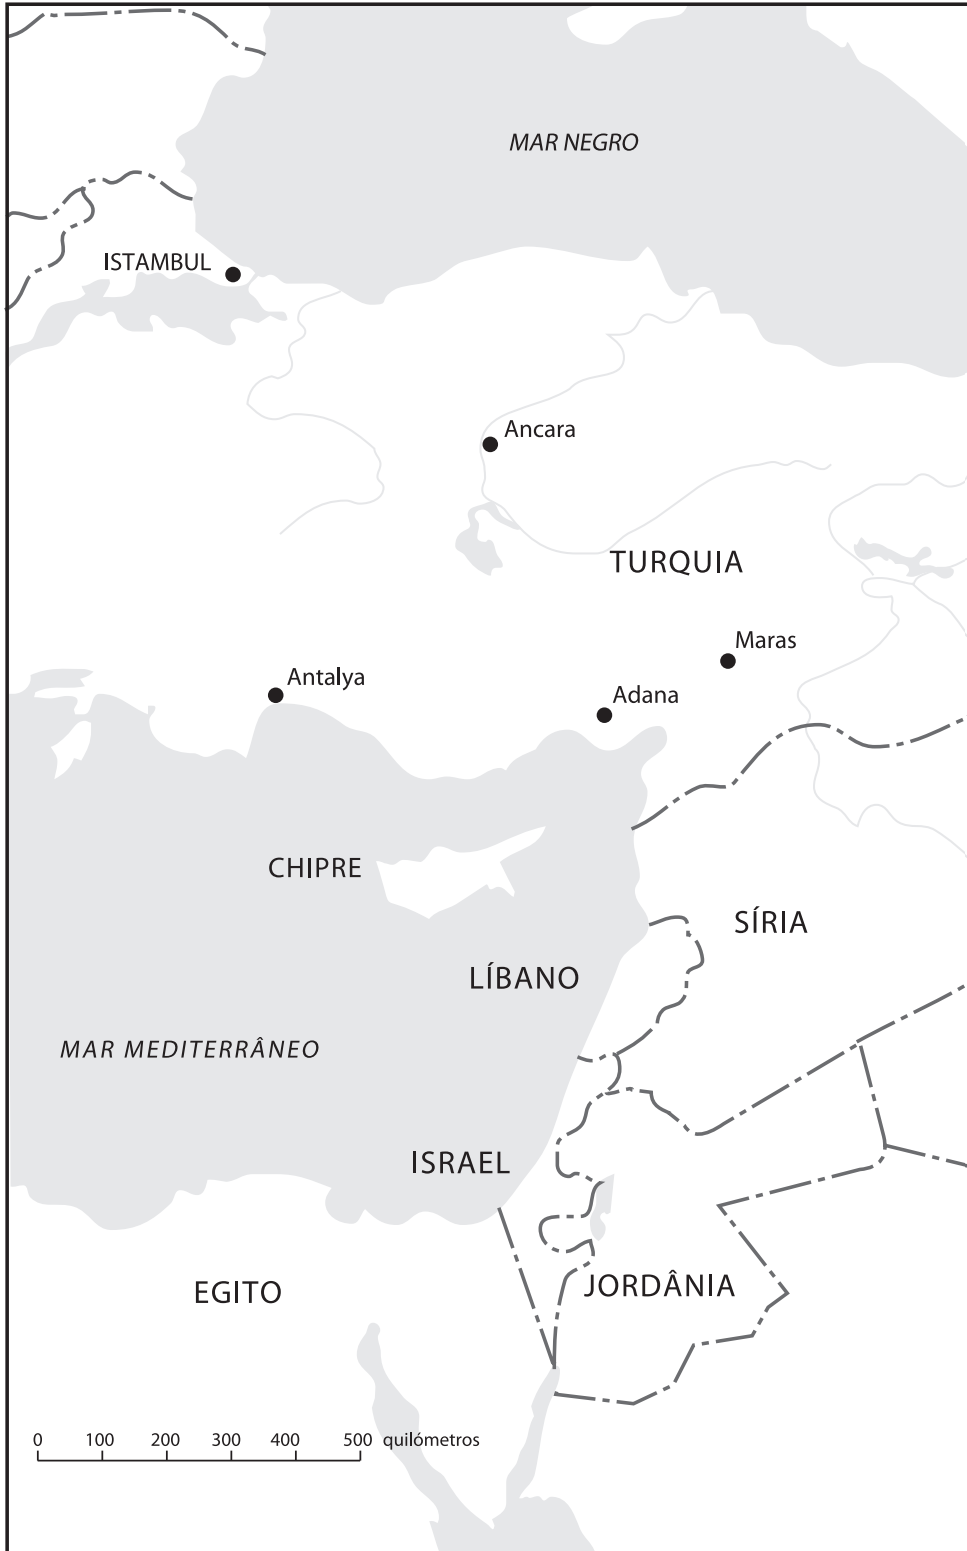 MAR NEGRO
ISTAMBUL
Ancara
TURQUIA
Maras
Antalya
Adana
CHIPRE
SÍRIA
LÍBANO
MAR MEDITERRÂNEO
ISRAEL
EGITO
JORDÂNIA
0 100 200 300 400 500 quilómetros